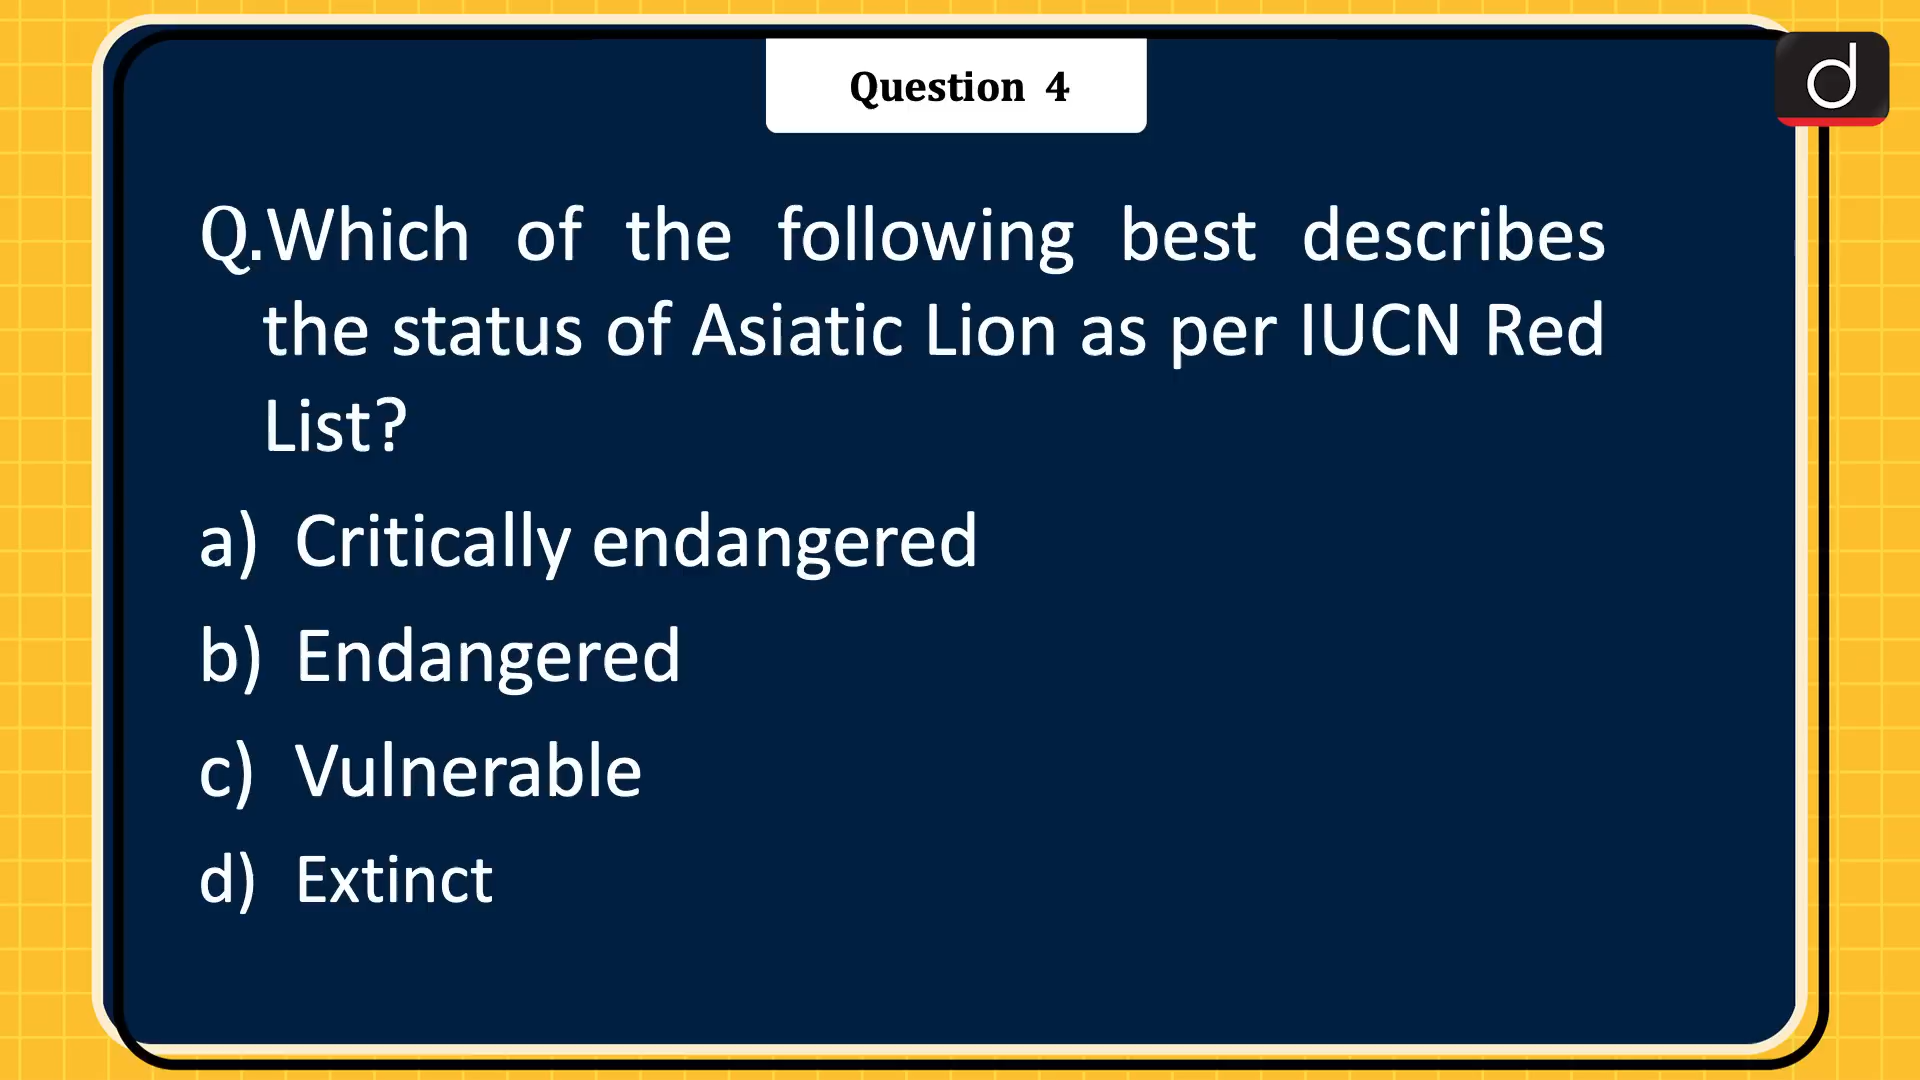 Question 4
d
Q.Which of the following best describes
the status of Asiatic Lion as per IUCN Red
List?
a) Critically endangered
b) Endangered
c) Vulnerable
d) Extinct